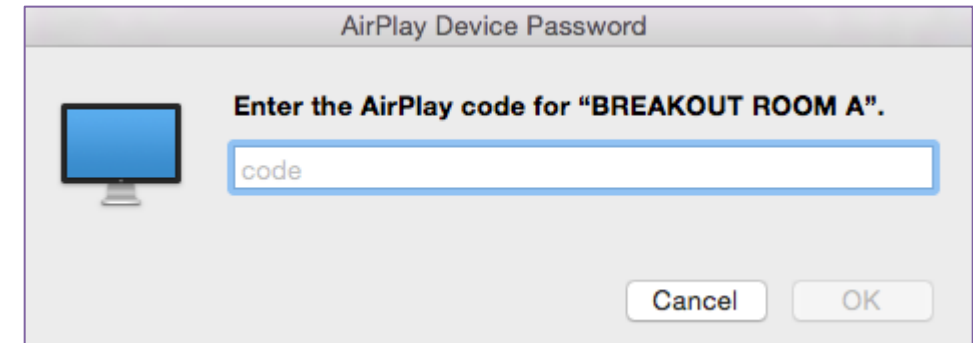 AirPlay Device Password
Enter the AirPlay code for “BREAKOUT ROOM A”.
code
Cancel OK